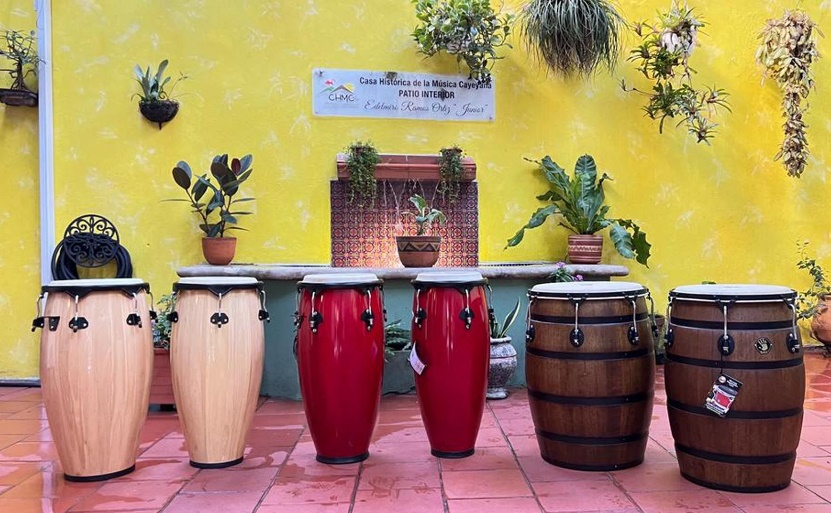 CHMC
Casa Histórica de la Música Cayeyana
PATIO INTERIOR
Edelmiro Ramos Ortiz "Junior"